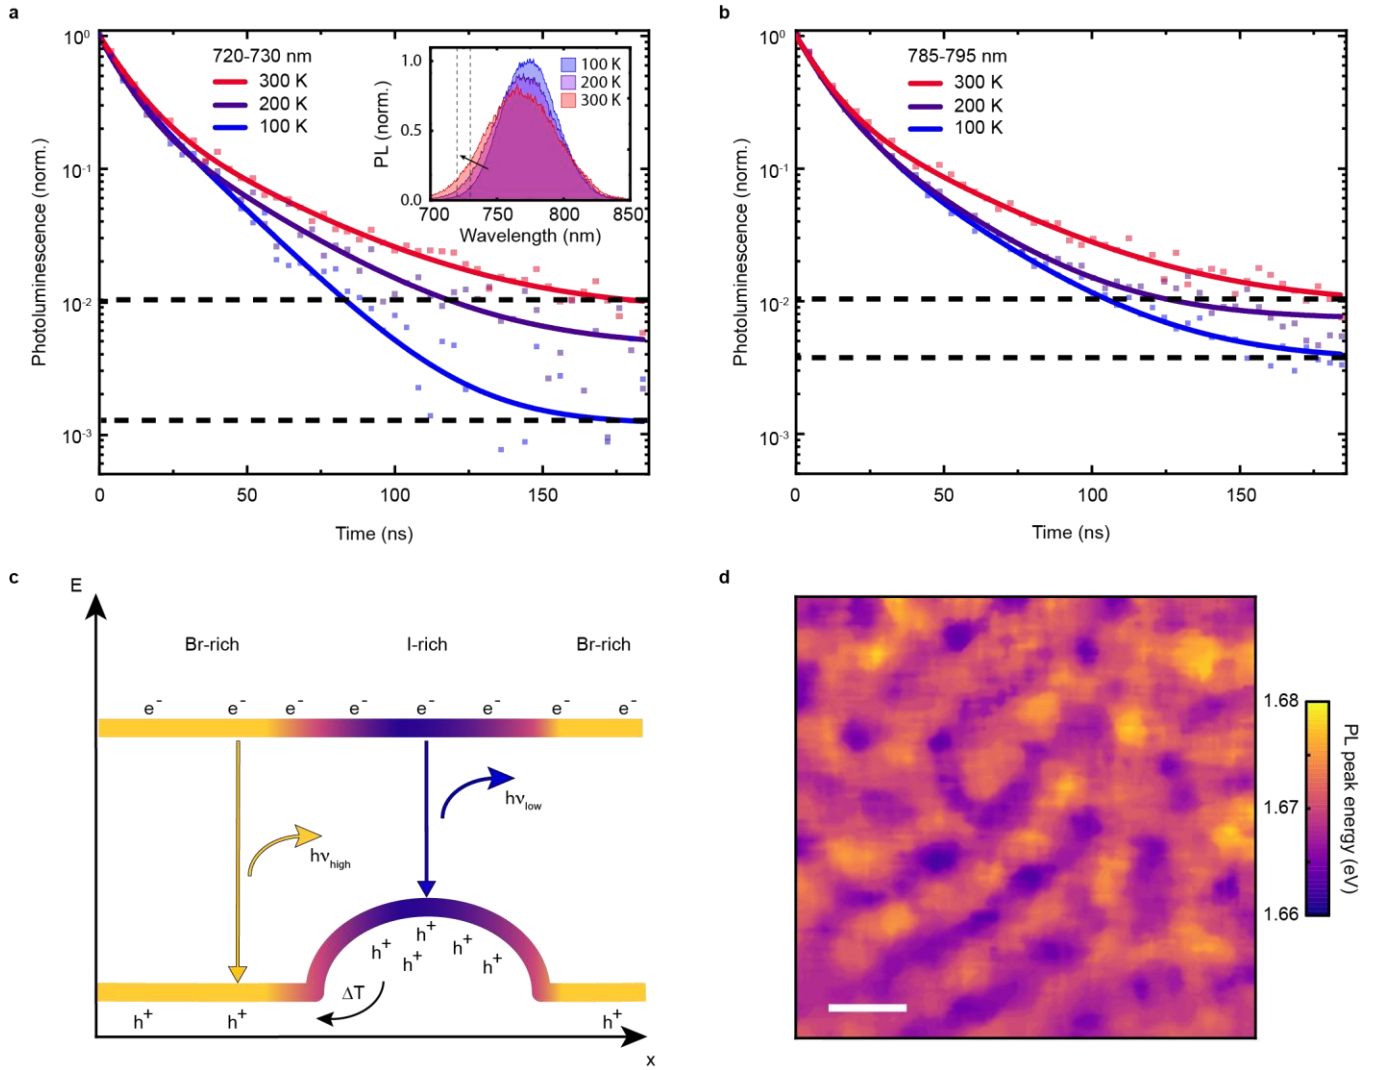 a
10⁰
10⁻¹
10⁻²
10⁻³
Photoluminescence (norm.)
720-730 nm
300 K
200 K
100 K
1.0
0.5
0.0
PL (norm.)
100 K
200 K
300 K
700 750 800 850
Wavelength (nm)
0 50 100 150
Time (ns)
b
10⁰
10⁻¹
10⁻²
10⁻³
Photoluminescence (norm.)
785-795 nm
300 K
200 K
100 K
0 50 100 150
Time (ns)
c
E
Br-rich I-rich Br-rich
e⁻ e⁻ e⁻ e⁻ e⁻ e⁻ e⁻ e⁻
hν_low
hν_high
h⁺
h⁺ h⁺
h⁺ h⁺
ΔT
h⁺ h⁺ h⁺
x
d
1.68
1.67
1.66
PL peak energy (eV)